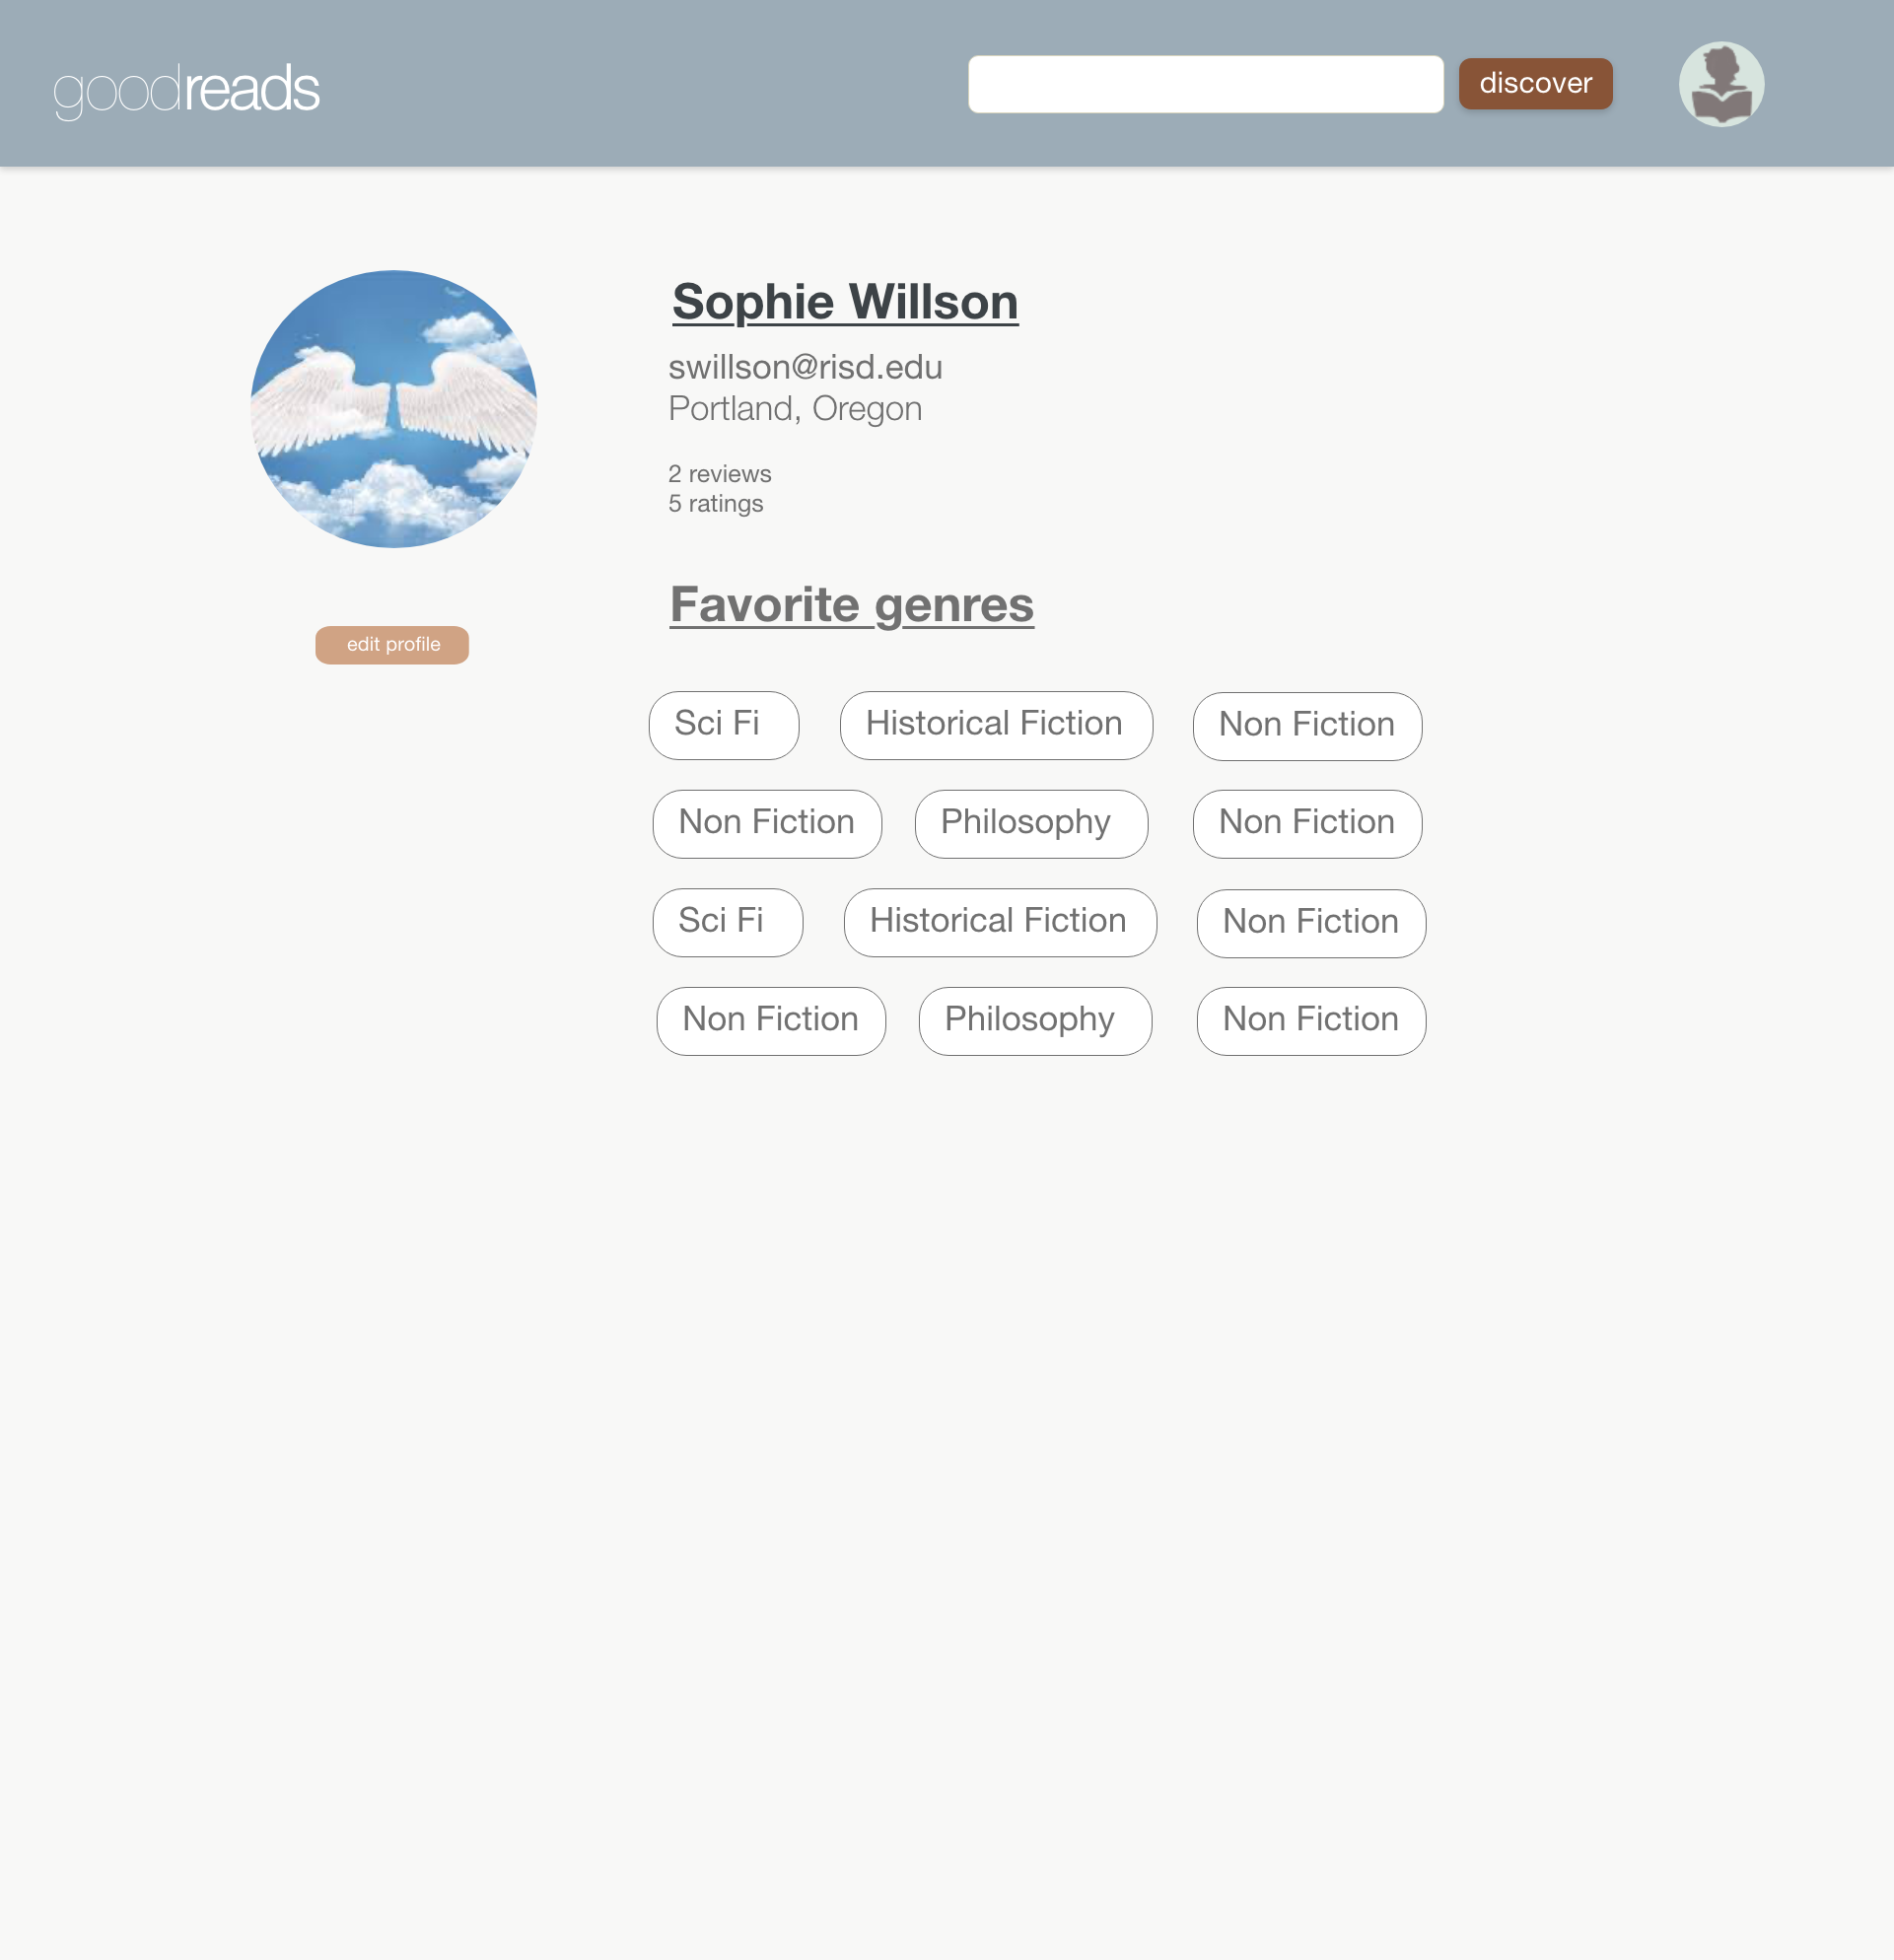 goodreads
discover
Sophie Willson
swillson@risd.edu
Portland, Oregon
2 reviews
5 ratings
edit profile
Favorite genres
Sci Fi
Historical Fiction
Non Fiction
Non Fiction
Philosophy
Non Fiction
Sci Fi
Historical Fiction
Non Fiction
Non Fiction
Philosophy
Non Fiction